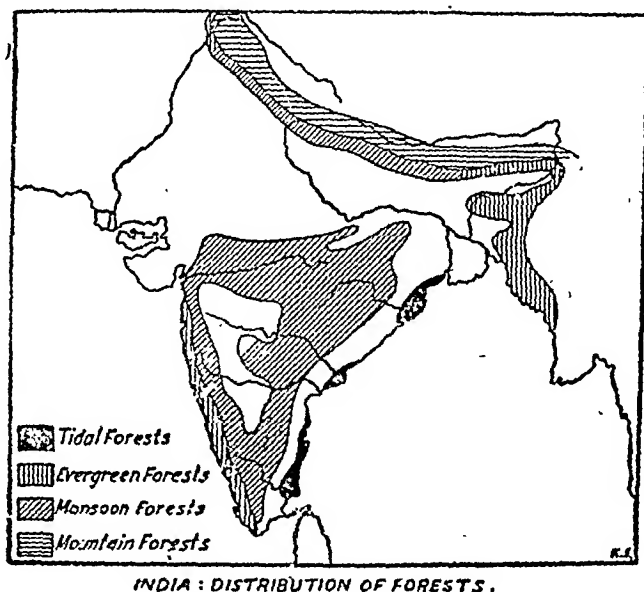 Tidal Forests
Evergreen Forests
Monsoon Forests
Mountain Forests
INDIA : DISTRIBUTION OF FORESTS.